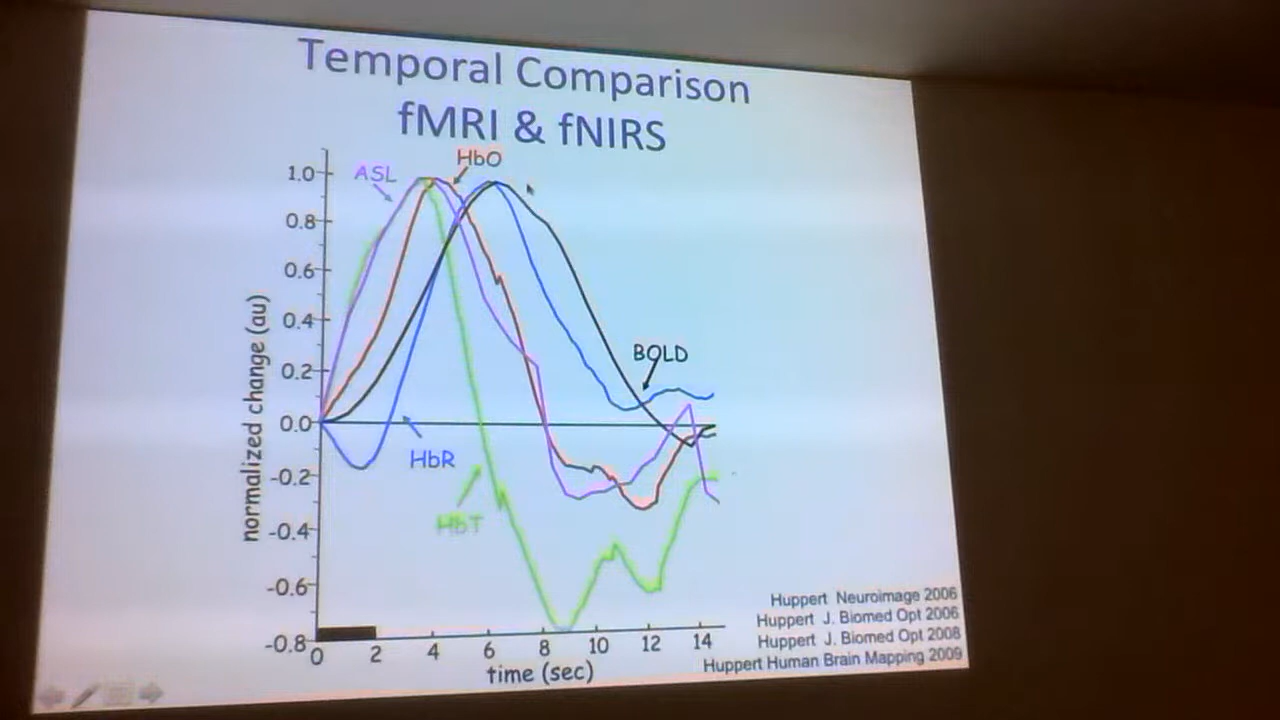 Temporal Comparison
fMRI & fNIRS
HbO
ASL
1.0
0.8
0.6
0.4
0.2
0.0
-0.2
-0.4
-0.6
-0.8
normalized change (au)
BOLD
HbR
HbT
0 2 4 6 8 10 12 14
time (sec)
Huppert Neuroimage 2006
Huppert J. Biomed Opt 2006
Huppert J. Biomed Opt 2008
Huppert Human Brain Mapping 2009